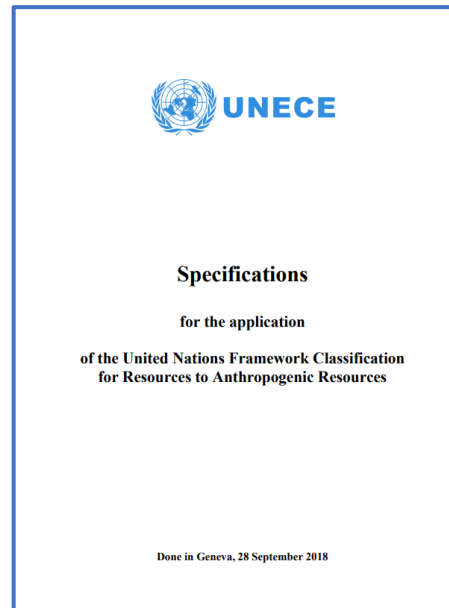 UNECE
Specifications
for the application
of the United Nations Framework Classification
for Resources to Anthropogenic Resources
Done in Geneva, 28 September 2018